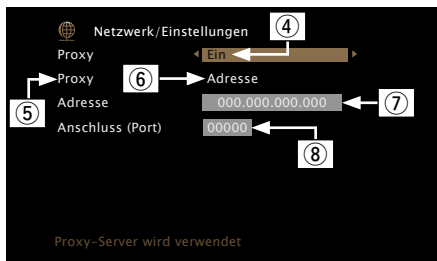 Netzwerk/Einstellungen
④
Proxy Ein
⑤ Proxy ⑥ Adresse
Adresse 000.000.000.000 ⑦
Anschluss (Port) 00000 ⑧
Proxy-Server wird verwendet